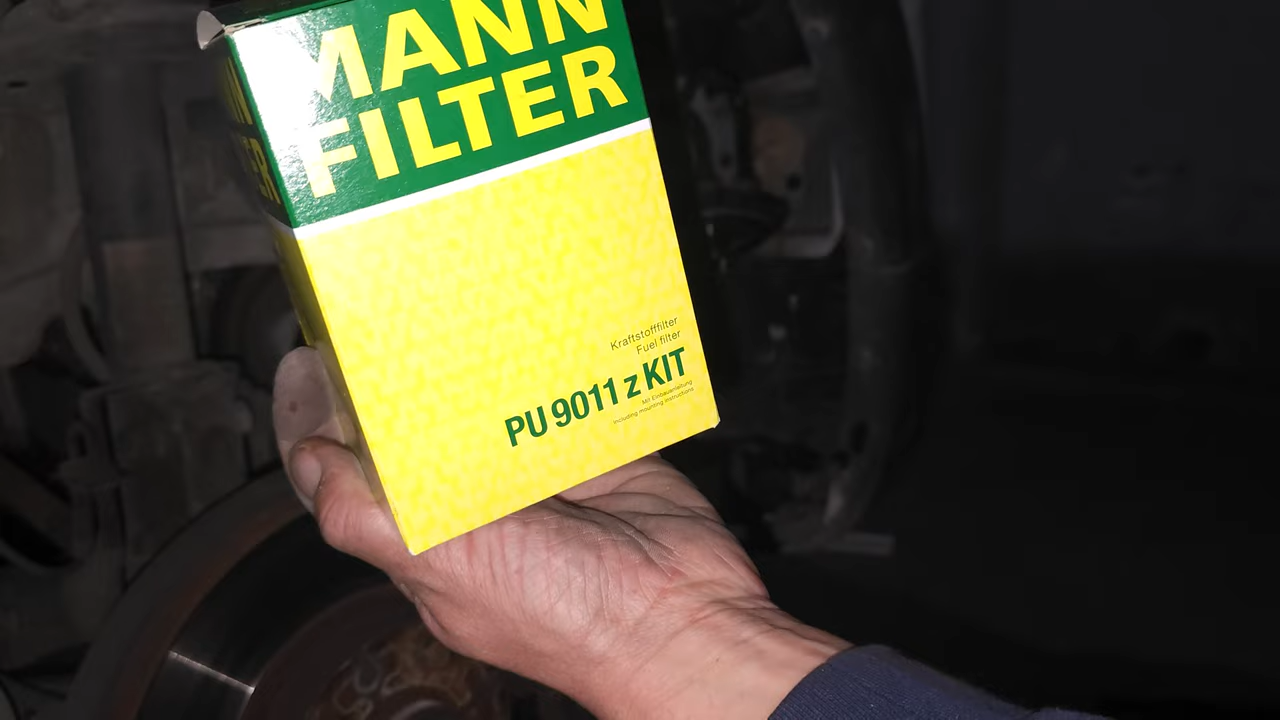 MANN
FILTER
Kraftstofffilter
Fuel filter
PU 9011 z KIT
Mit Einbauanleitung
including mounting instructions